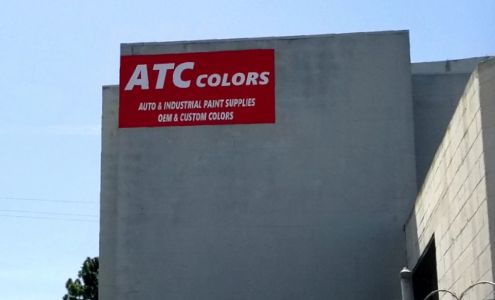 ATC COLORS
AUTO & INDUSTRIAL PAINT SUPPLIES
OEM & CUSTOM COLORS